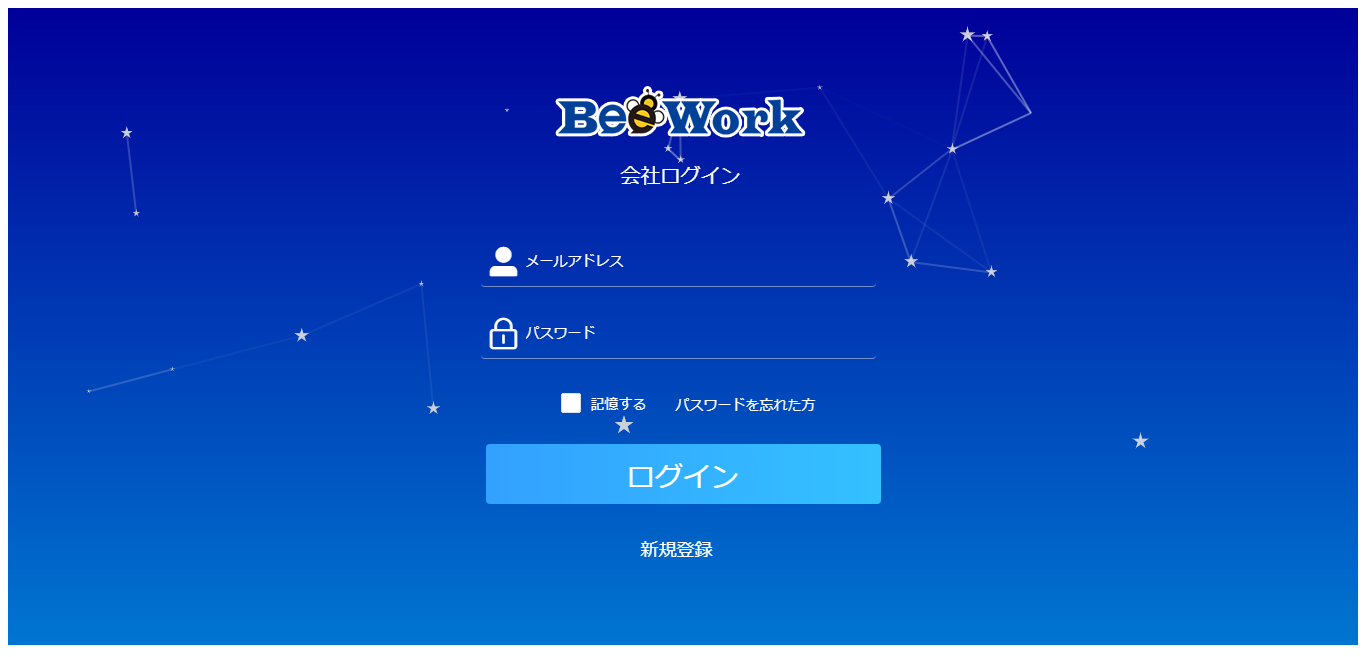 BeeWork
会社ログイン
メールアドレス
パスワード
記憶する パスワードを忘れた方
ログイン
新規登録